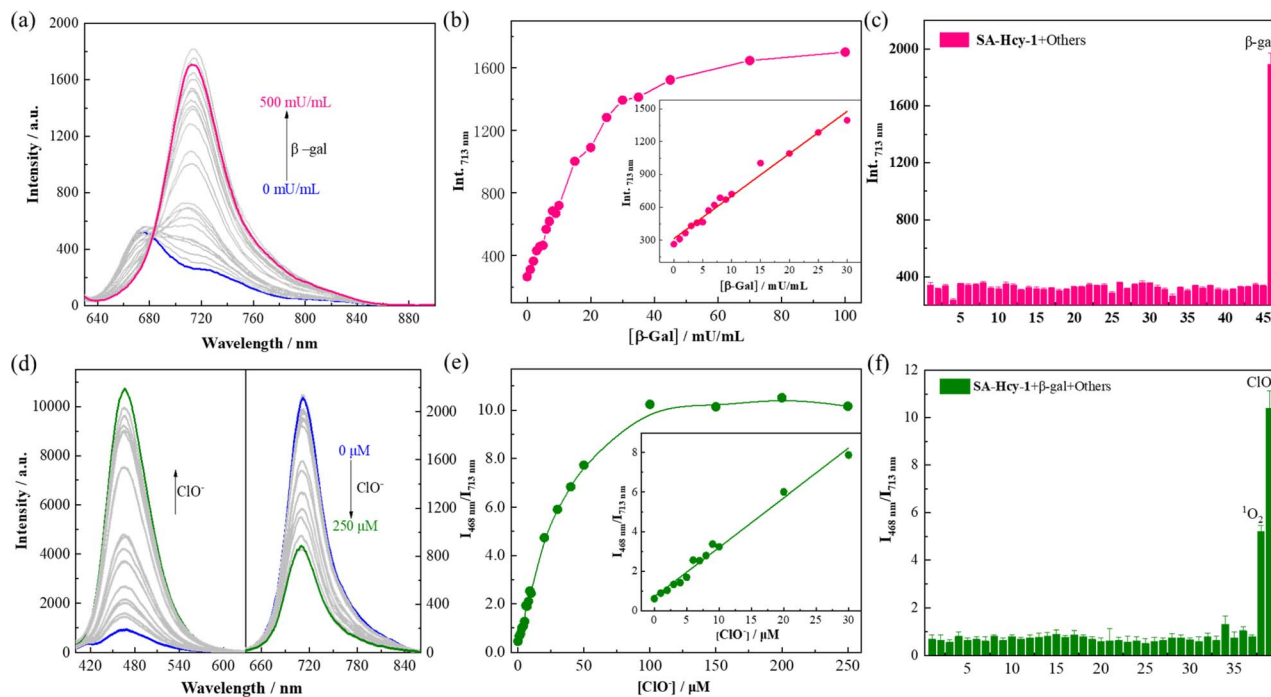 (a)
2000
1600
1200
800
400
0
Intensity / a.u.
500 mU/mL
β –gal
0 mU/mL
640 680 720 760 800 840 880
Wavelength / nm
(b)
1600
1200
800
400
Int. 713 nm
0 20 40 60 80 100
[β-Gal] / mU/mL
1500
1200
900
600
300
Int. 713 nm
0 5 10 15 20 25 30
[β-Gal] / mU/mL
(c)
SA-Hcy-1+Others
β-gal
2000
1600
1200
800
400
Int. 713 nm
5 10 15 20 25 30 35 40 45
(d)
10000
8000
6000
4000
2000
0
Intensity / a.u.
ClO⁻
0 μM
ClO⁻
250 μM
2000
1600
1200
800
400
400 460 540 600 660 720 780 840
Wavelength / nm
(e)
12
10.0
8.0
6.0
4.0
2.0
0.0
I468 nm/I713 nm
0 50 100 150 200 250
[ClO⁻] / μM
8
6
4
2
0
I468 nm/I713 nm
0 5 10 15 20 25 30
[ClO⁻] / μM
(f)
SA-Hcy-1+β-gal+Others
ClO⁻
¹O₂
12
10
8
6
4
2
0
I468 nm/I713 nm
5 10 15 20 25 30 35